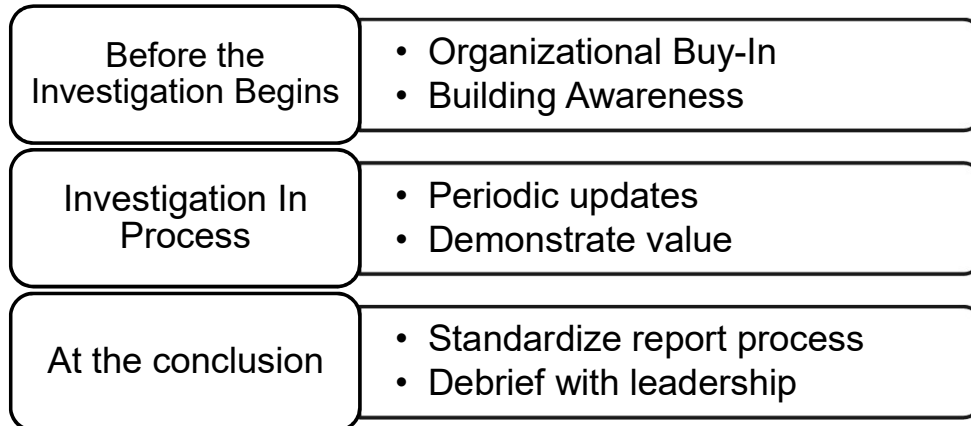 Before the
Investigation Begins
• Organizational Buy-In
• Building Awareness
Investigation In
Process
• Periodic updates
• Demonstrate value
At the conclusion
• Standardize report process
• Debrief with leadership